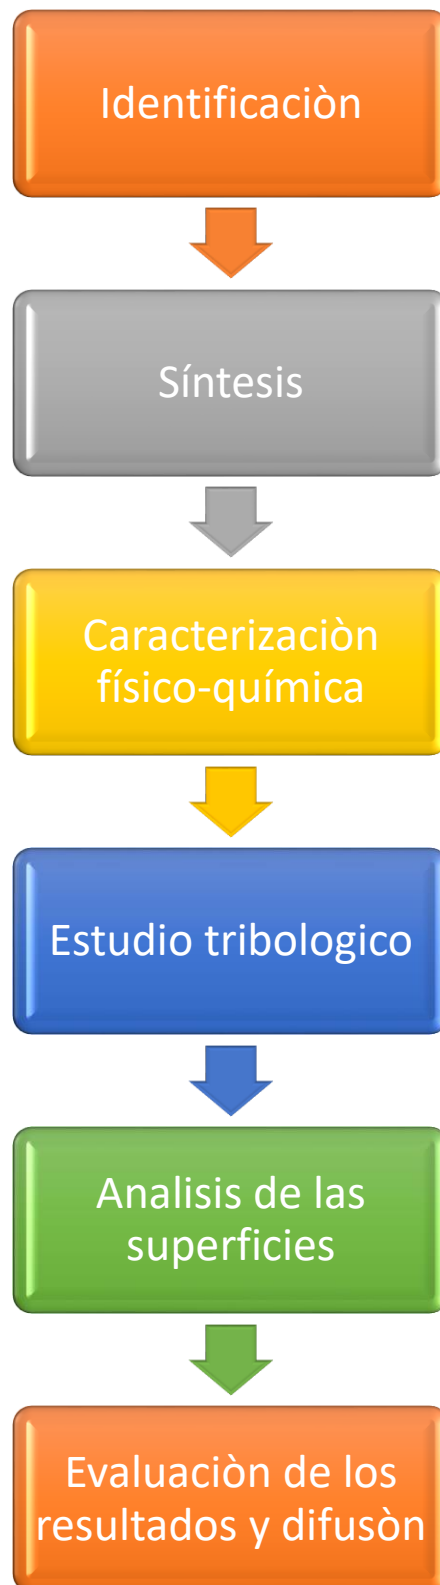 Identificaciòn
Síntesis
Caracterizaciòn
físico-química
Estudio tribologico
Analisis de las
superficies
Evaluaciòn de los
resultados y difusòn